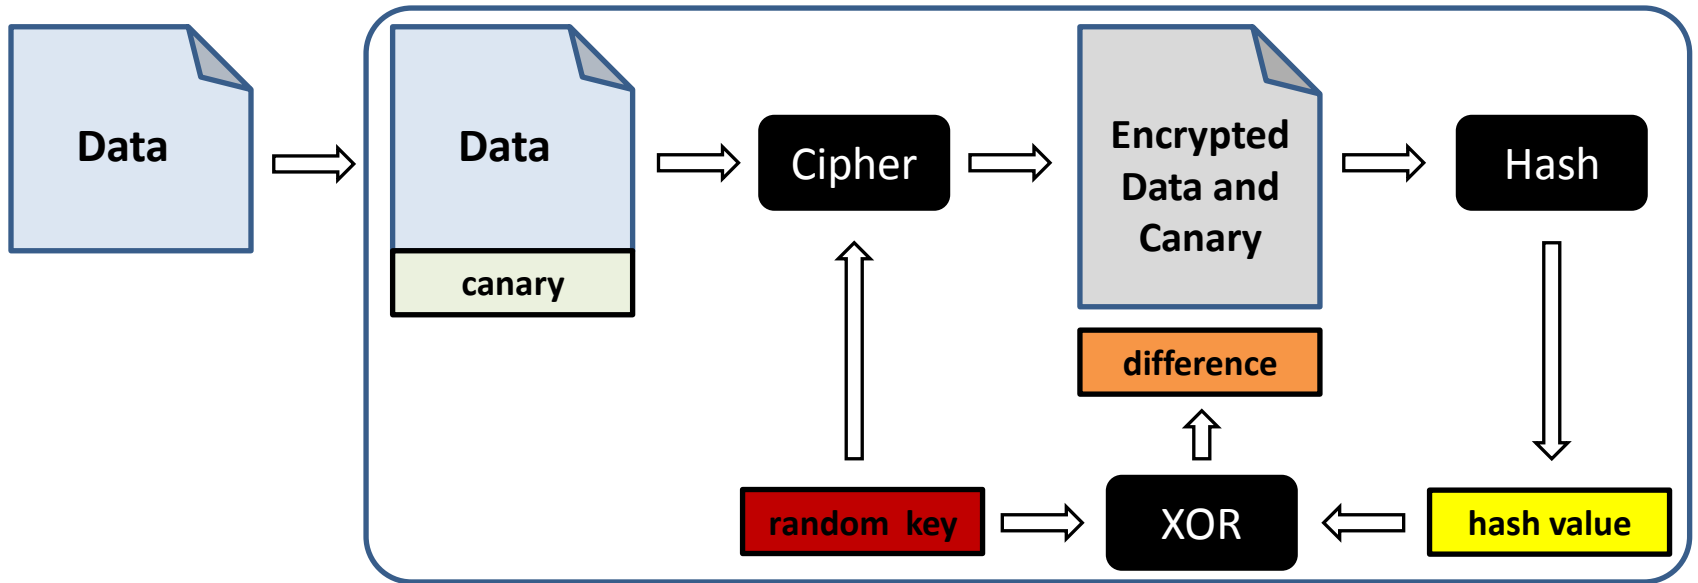 Data
Data
canary
Cipher
Encrypted
Data and
Canary
Hash
difference
random key
XOR
hash value